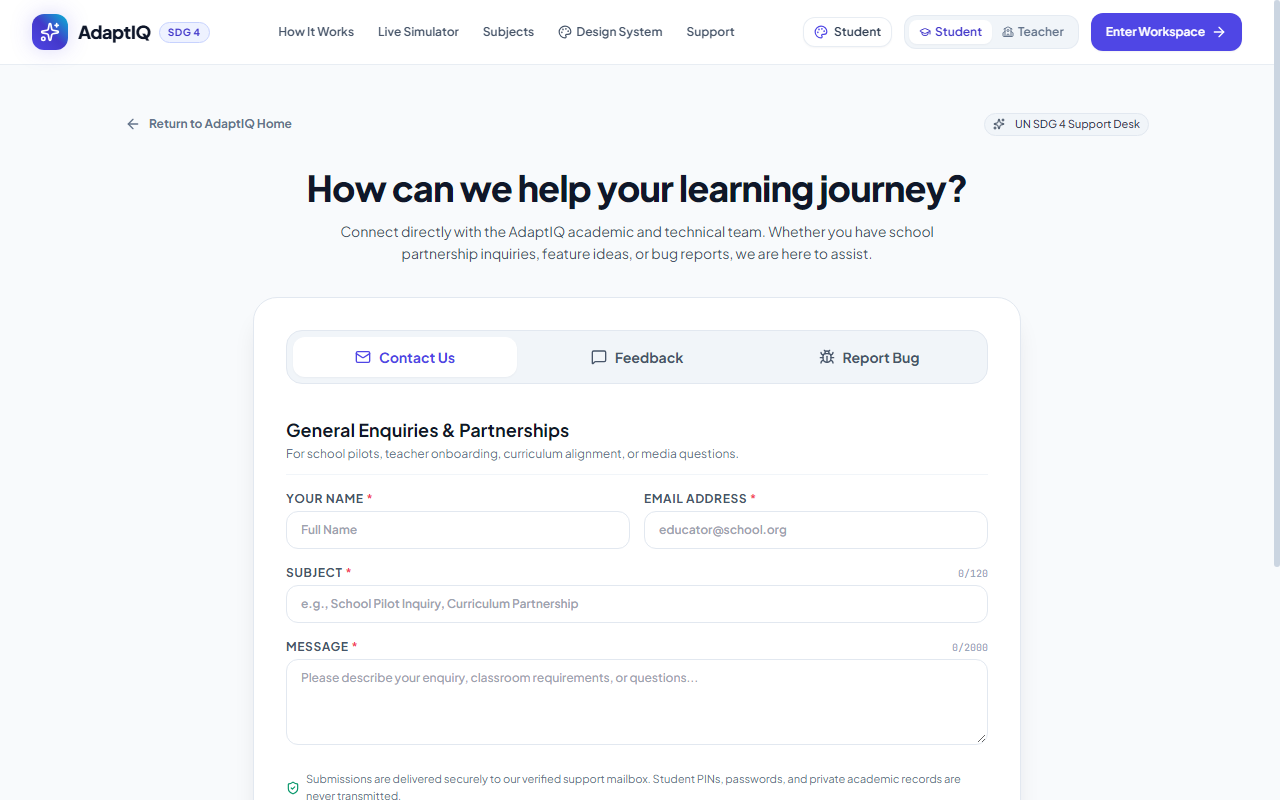 AdaptIQ SDG 4 How It Works Live Simulator Subjects Design System Support Student Student Teacher Enter Workspace
Return to AdaptIQ Home UN SDG 4 Support Desk
How can we help your learning journey?
Connect directly with the AdaptIQ academic and technical team. Whether you have school
partnership inquiries, feature ideas, or bug reports, we are here to assist.
Contact Us Feedback Report Bug
General Enquiries & Partnerships
For school pilots, teacher onboarding, curriculum alignment, or media questions.
YOUR NAME * EMAIL ADDRESS *
Full Name educator@school.org
SUBJECT * 0/120
e.g., School Pilot Inquiry, Curriculum Partnership
MESSAGE * 0/2000
Please describe your enquiry, classroom requirements, or questions...
Submissions are delivered securely to our verified support mailbox. Student PINs, passwords, and private academic records are
never transmitted.